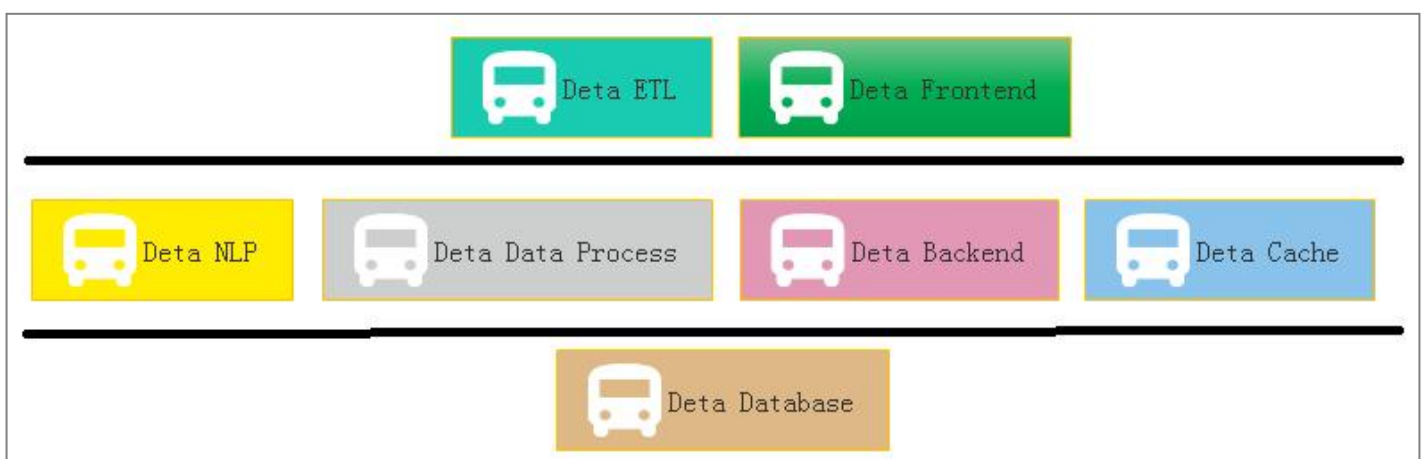 Deta ETL
Deta Frontend
Deta NLP
Deta Data Process
Deta Backend
Deta Cache
Deta Database